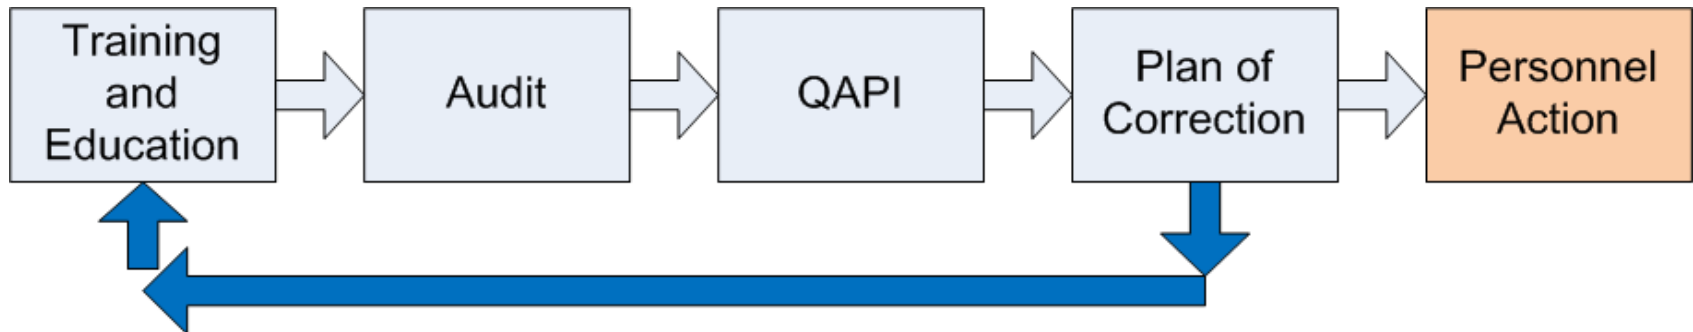 Training
and
Education
Audit
QAPI
Plan of
Correction
Personnel
Action